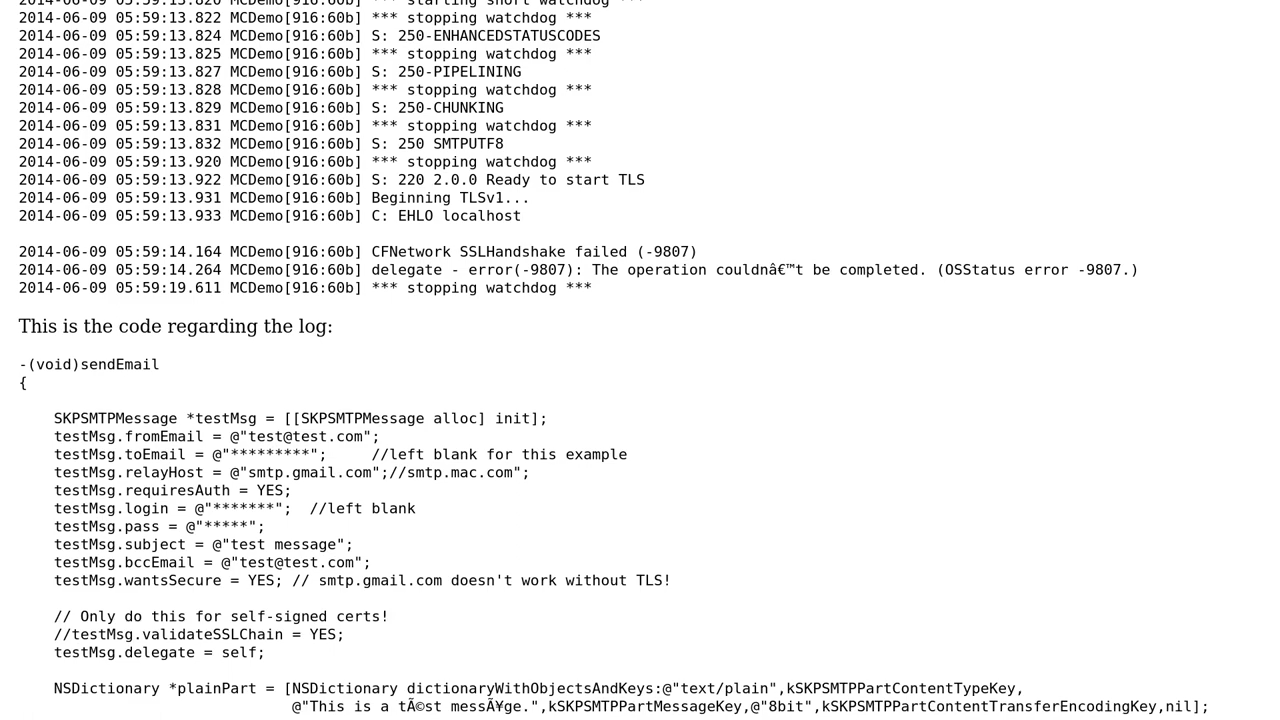 2014-06-09 05:59:13.820 MCDemo[916:60b] *** starting short watchdog ***
2014-06-09 05:59:13.822 MCDemo[916:60b] *** stopping watchdog ***
2014-06-09 05:59:13.824 MCDemo[916:60b] S: 250-ENHANCEDSTATUSCODES
2014-06-09 05:59:13.825 MCDemo[916:60b] *** stopping watchdog ***
2014-06-09 05:59:13.827 MCDemo[916:60b] S: 250-PIPELINING
2014-06-09 05:59:13.828 MCDemo[916:60b] *** stopping watchdog ***
2014-06-09 05:59:13.829 MCDemo[916:60b] S: 250-CHUNKING
2014-06-09 05:59:13.831 MCDemo[916:60b] *** stopping watchdog ***
2014-06-09 05:59:13.832 MCDemo[916:60b] S: 250 SMTPUTF8
2014-06-09 05:59:13.920 MCDemo[916:60b] *** stopping watchdog ***
2014-06-09 05:59:13.922 MCDemo[916:60b] S: 220 2.0.0 Ready to start TLS
2014-06-09 05:59:13.931 MCDemo[916:60b] Beginning TLSv1...
2014-06-09 05:59:13.933 MCDemo[916:60b] C: EHLO localhost
2014-06-09 05:59:14.164 MCDemo[916:60b] CFNetwork SSLHandshake failed (-9807)
2014-06-09 05:59:14.264 MCDemo[916:60b] delegate - error(-9807): The operation couldnâ€™t be completed. (OSStatus error -9807.)
2014-06-09 05:59:19.611 MCDemo[916:60b] *** stopping watchdog ***
This is the code regarding the log:
-(void)sendEmail
{
SKPSMTPMessage *testMsg = [[SKPSMTPMessage alloc] init];
testMsg.fromEmail = @"test@test.com";
testMsg.toEmail = @"*********";     //left blank for this example
testMsg.relayHost = @"smtp.gmail.com";//smtp.mac.com";
testMsg.requiresAuth = YES;
testMsg.login = @"*******";  //left blank
testMsg.pass = @"*****";
testMsg.subject = @"test message";
testMsg.bccEmail = @"test@test.com";
testMsg.wantsSecure = YES; // smtp.gmail.com doesn't work without TLS!
// Only do this for self-signed certs!
//testMsg.validateSSLChain = YES;
testMsg.delegate = self;
NSDictionary *plainPart = [NSDictionary dictionaryWithObjectsAndKeys:@"text/plain",kSKPSMTPPartContentTypeKey,
@"This is a tÃ©st messÃ¥ge.",kSKPSMTPPartMessageKey,@"8bit",kSKPSMTPPartContentTransferEncodingKey,nil];